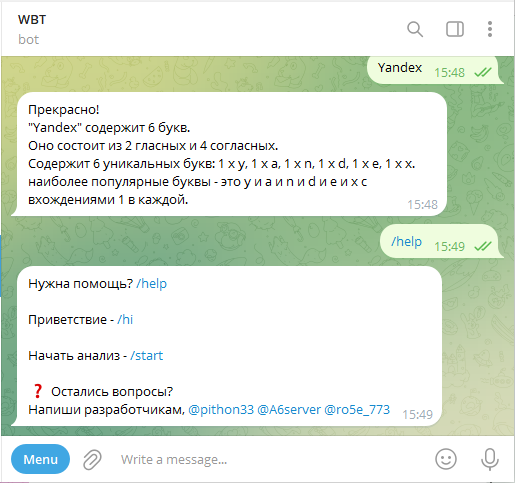 WBT
bot
Yandex 15:48
Прекрасно!
"Yandex" содержит 6 букв.
Оно состоит из 2 гласных и 4 согласных.
Содержит 6 уникальных букв: 1 x y, 1 x a, 1 x n, 1 x d, 1 x e, 1 x x.
наиболее популярные буквы - это y и a и n и d и e и x с
вхождениями 1 в каждой.
15:48
/help 15:49
Нужна помощь? /help
Приветствие - /hi
Начать анализ - /start
❓ Остались вопросы?
Напиши разработчикам, @pithon33 @A6server @ro5e_773 15:49
Menu Write a message...